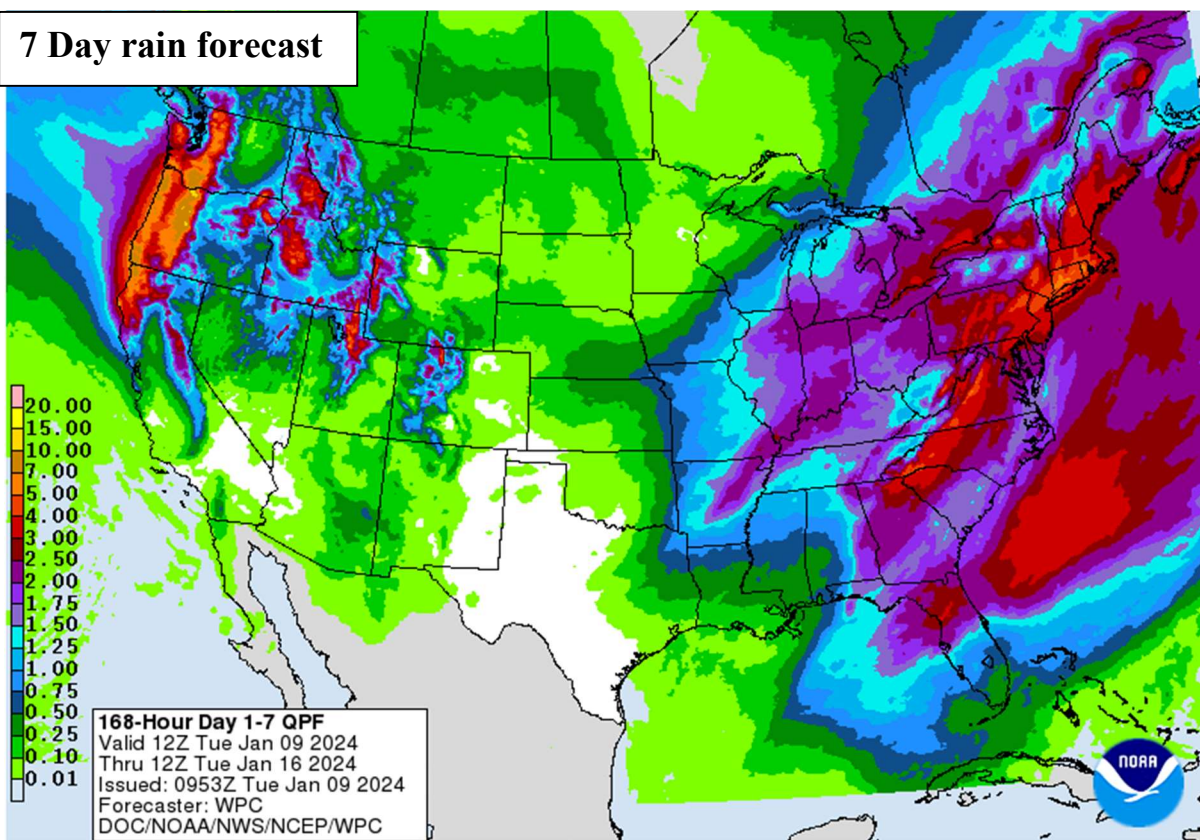 7 Day rain forecast
20.00
15.00
10.00
7.00
5.00
4.00
3.00
2.50
2.00
1.75
1.50
1.25
1.00
0.75
0.50
0.25
0.10
0.01
168-Hour Day 1-7 QPF
Valid 12Z Tue Jan 09 2024
Thru 12Z Tue Jan 16 2024
Issued: 0953Z Tue Jan 09 2024
Forecaster: WPC
DOC/NOAA/NWS/NCEP/WPC
NOAA